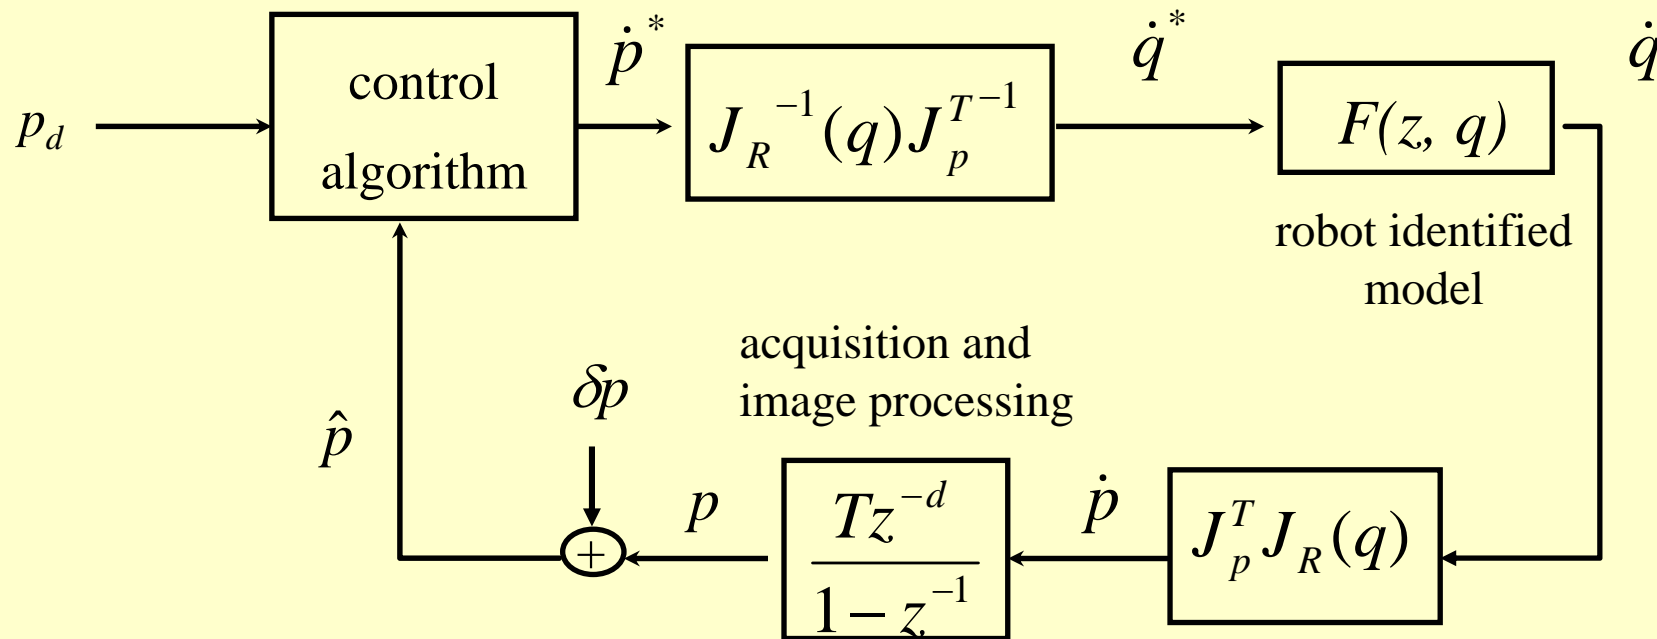 p_d
control
algorithm
ṗ*
J_R^{-1}(q)J_p^{T^{-1}}
q̇*
F(z, q)
q̇
robot identified
model
acquisition and
image processing
δp
p̂
+
p
Tz^{-d}
1 − z^{-1}
ṗ
J_p^T J_R(q)